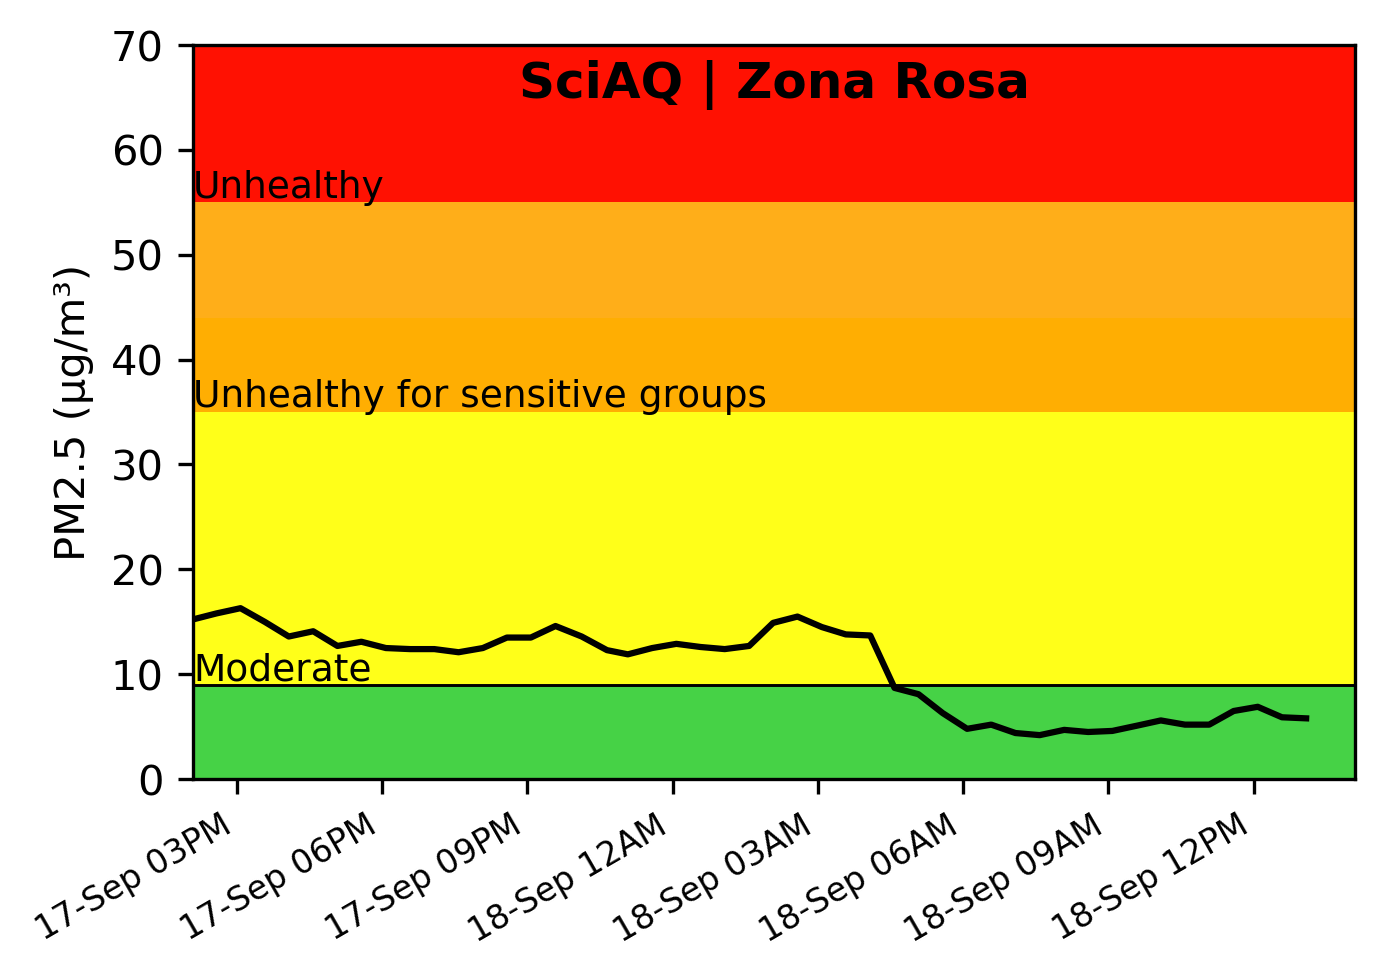 SciAQ | Zona Rosa
PM2.5 (µg/m³)
70
60
50
40
30
20
10
0
Unhealthy
Unhealthy for sensitive groups
Moderate
17-Sep 03PM
17-Sep 06PM
17-Sep 09PM
18-Sep 12AM
18-Sep 03AM
18-Sep 06AM
18-Sep 09AM
18-Sep 12PM